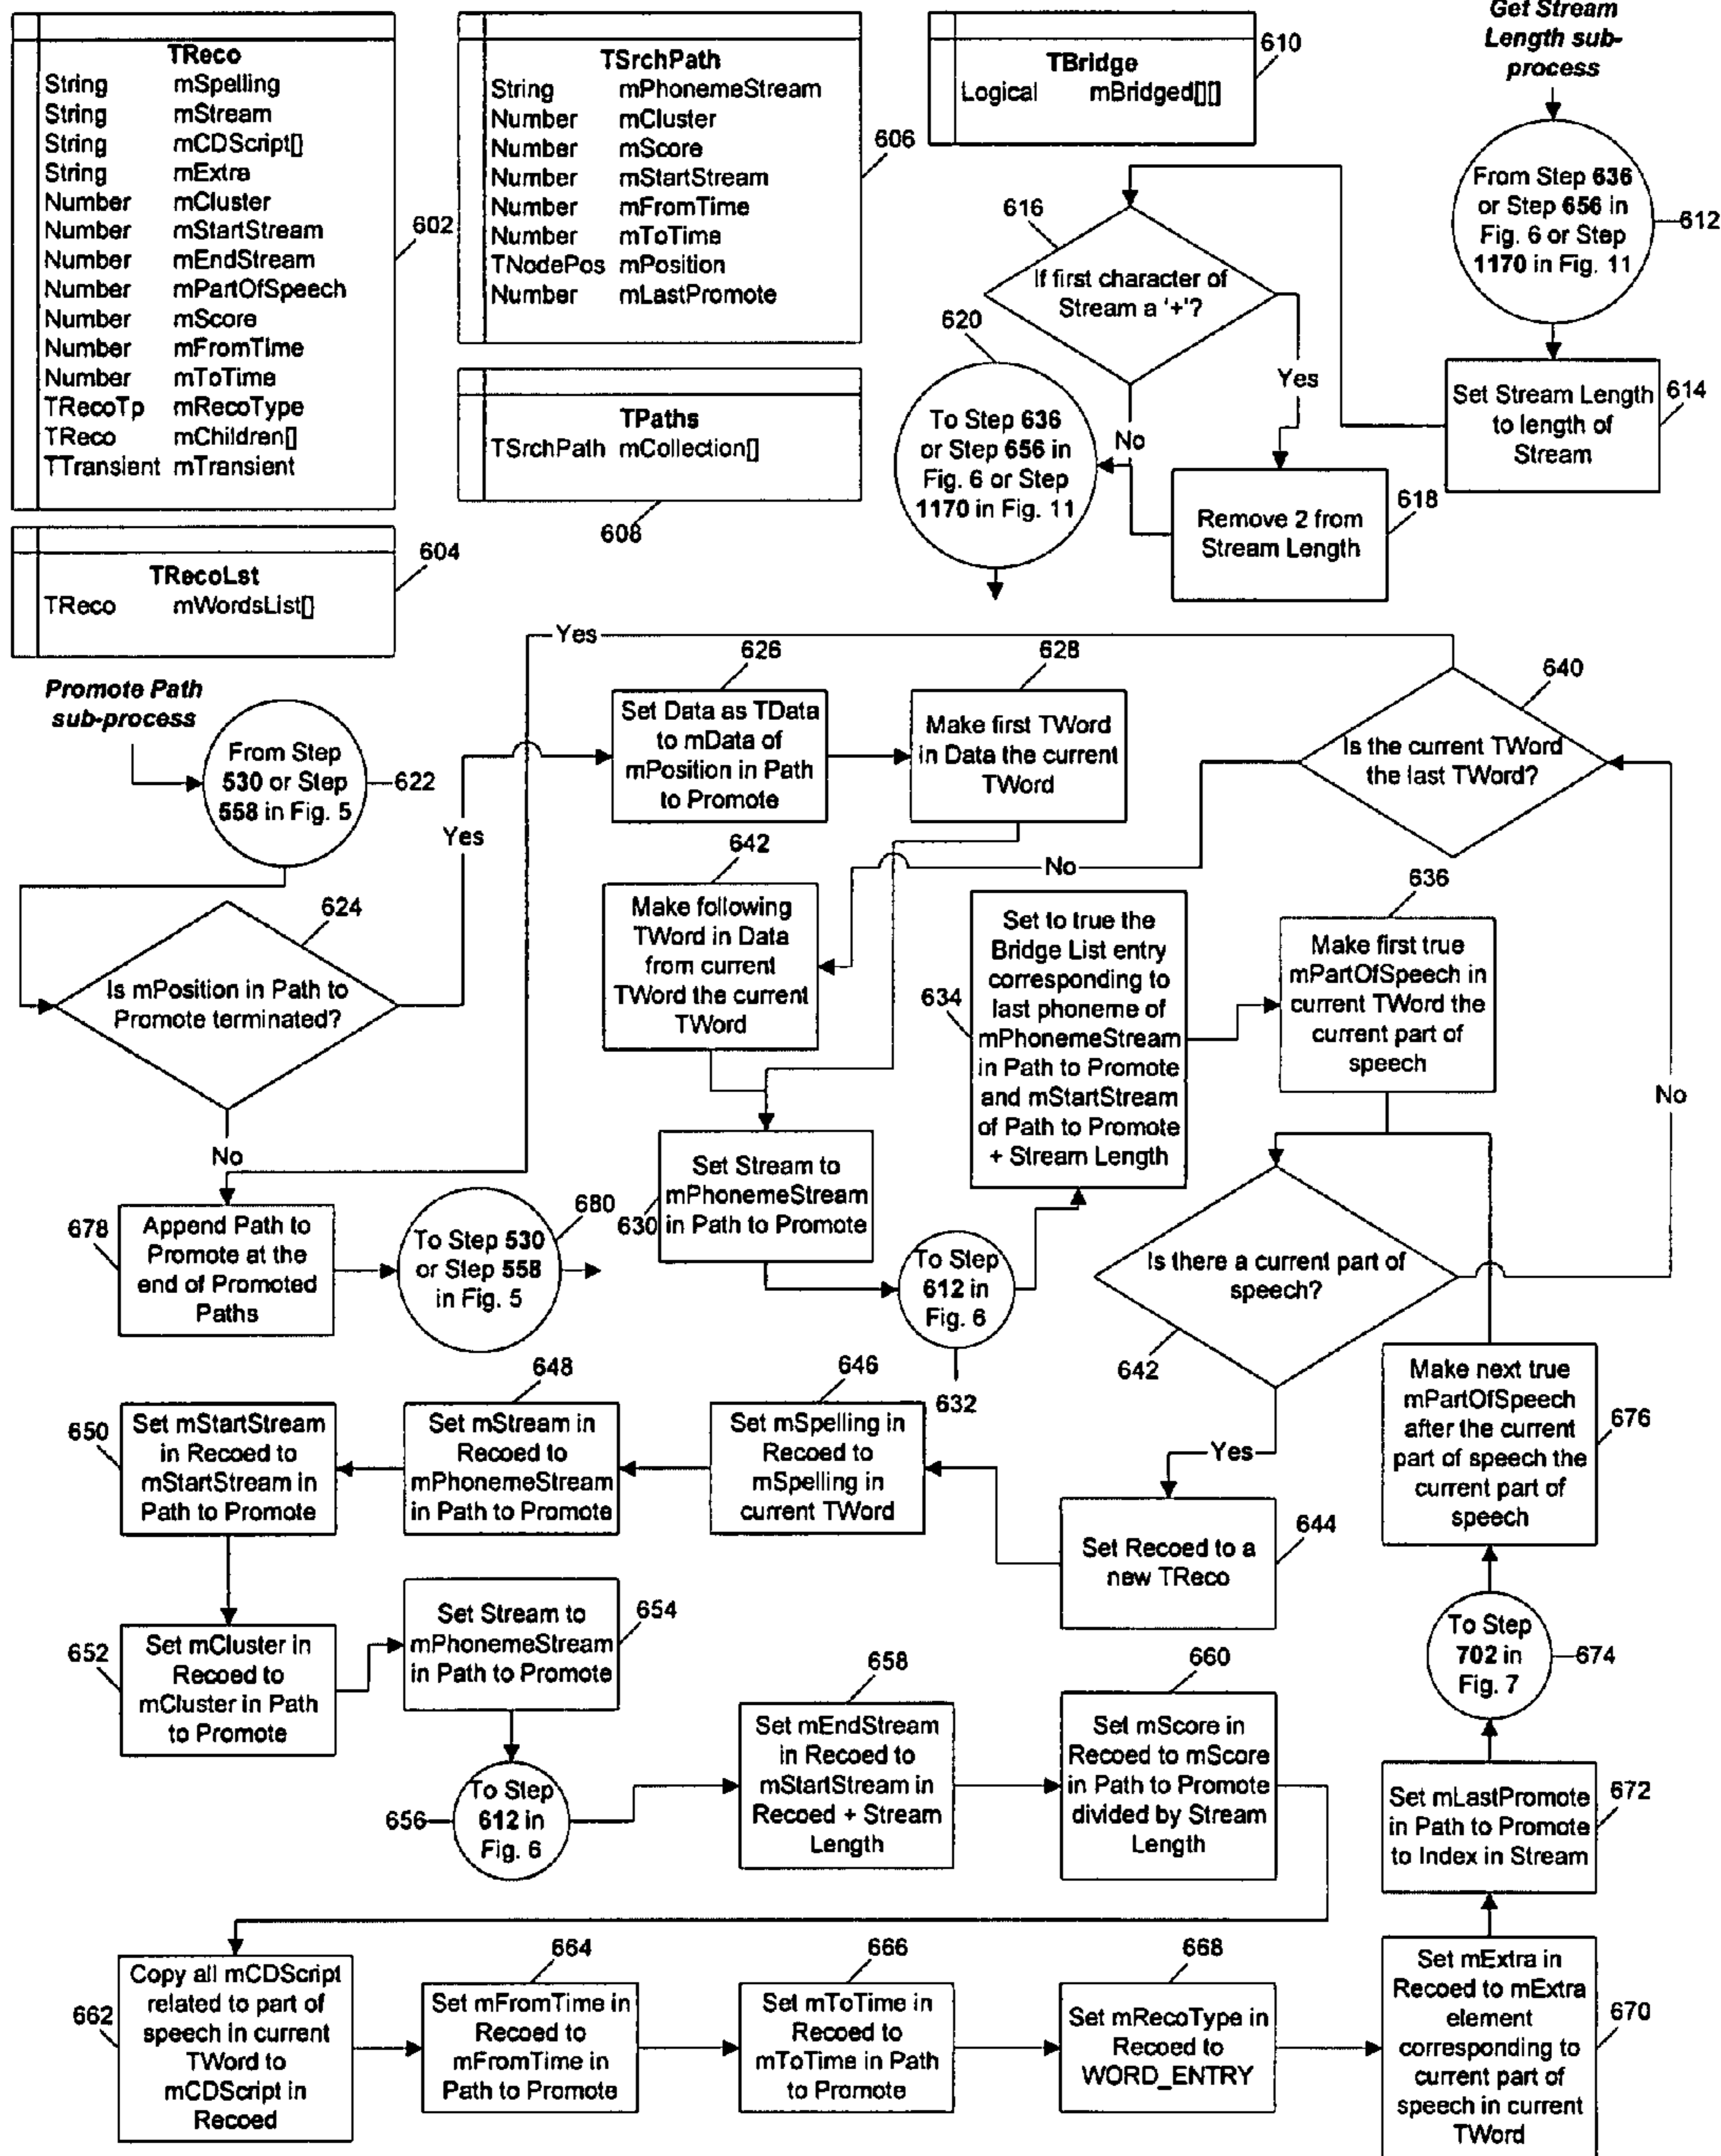 TReco
String mSpelling
String mStream
String mCDScript[]
String mExtra
Number mCluster
Number mStartStream
Number mEndStream
Number mPartOfSpeech
Number mScore
Number mFromTime
Number mToTime
TRecoTp mRecoType
TReco mChildren[]
TTransient mTransient
602
TRecoLst
TReco mWordsList[]
604
TSrchPath
String mPhonemeStream
Number mCluster
Number mScore
Number mStartStream
Number mFromTime
Number mToTime
TNodePos mPosition
Number mLastPromote
606
TPaths
TSrchPath mCollection[]
608
TBridge
Logical mBridged[][]
610
Get Stream
Length sub-
process
From Step 636
or Step 656 in
Fig. 6 or Step
1170 in Fig. 11
612
Set Stream Length
to length of
Stream
614
616
If first character of
Stream a '+'?
Yes
No
Remove 2 from
Stream Length
618
620
To Step 636
or Step 656 in
Fig. 6 or Step
1170 in Fig. 11
Promote Path
sub-process
From Step
530 or Step
558 in Fig. 5
622
624
Is mPosition in Path to
Promote terminated?
Yes
No
626
Set Data as TData
to mData of
mPosition in Path
to Promote
628
Make first TWord
in Data the current
TWord
Yes
640
Is the current TWord
the last TWord?
No
642
Make following
TWord in Data
from current
TWord the current
TWord
630
Set Stream to
mPhonemeStream
in Path to Promote
To Step
612 in
Fig. 6
632
634
Set to true the
Bridge List entry
corresponding to
last phoneme of
mPhonemeStream
in Path to Promote
and mStartStream
of Path to Promote
+ Stream Length
636
Make first true
mPartOfSpeech in
current TWord the
current part of
speech
No
Is there a current part of
speech?
642
Yes
678
Append Path to
Promote at the
end of Promoted
Paths
680
To Step 530
or Step 558
in Fig. 5
644
Set Recoed to a
new TReco
646
Set mSpelling in
Recoed to
mSpelling in
current TWord
648
Set mStream in
Recoed to
mPhonemeStream
in Path to Promote
650
Set mStartStream
in Recoed to
mStartStream in
Path to Promote
652
Set mCluster in
Recoed to
mCluster in Path
to Promote
654
Set Stream to
mPhonemeStream
in Path to Promote
656
To Step
612 in
Fig. 6
658
Set mEndStream
in Recoed to
mStartStream in
Recoed + Stream
Length
660
Set mScore in
Recoed to mScore
in Path to Promote
divided by Stream
Length
662
Copy all mCDScript
related to part of
speech in current
TWord to
mCDScript in
Recoed
664
Set mFromTime in
Recoed to
mFromTime in
Path to Promote
666
Set mToTime in
Recoed to
mToTime in Path
to Promote
668
Set mRecoType in
Recoed to
WORD_ENTRY
670
Set mExtra in
Recoed to mExtra
element
corresponding to
current part of
speech in current
TWord
672
Set mLastPromote
in Path to Promote
to Index in Stream
674
To Step
702 in
Fig. 7
676
Make next true
mPartOfSpeech
after the current
part of speech the
current part of
speech